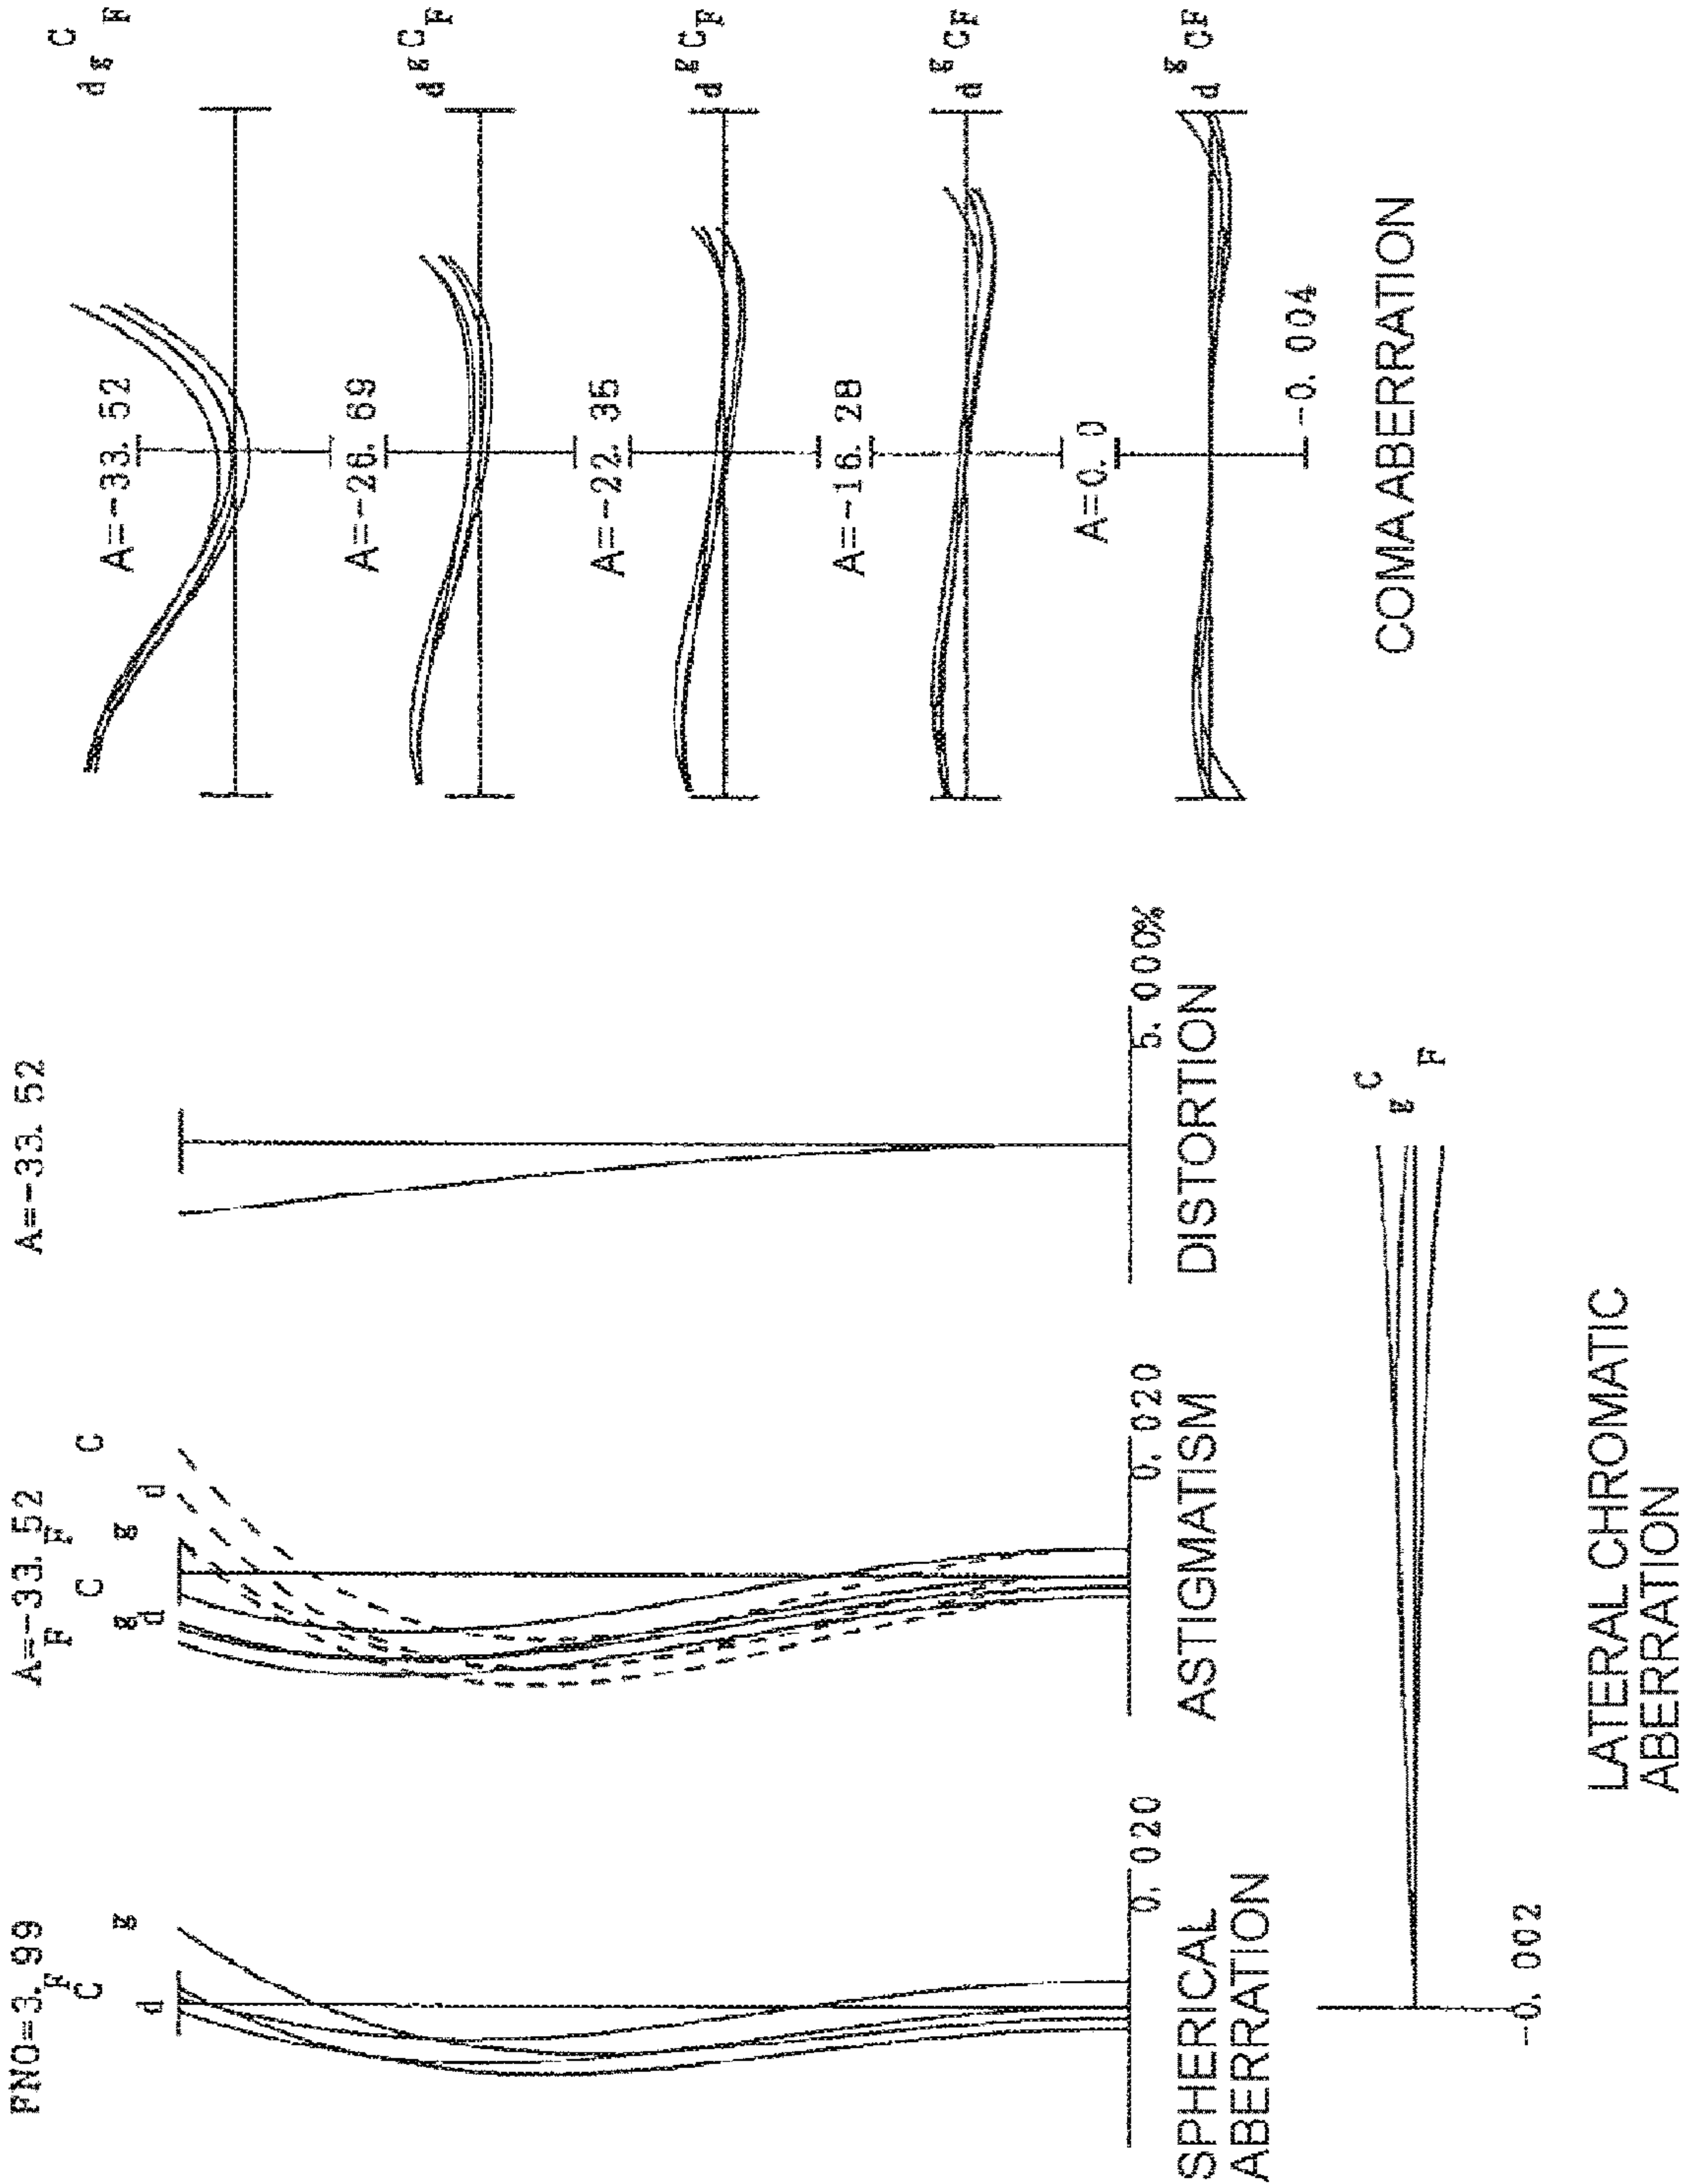 FNO=3. 99
F
C
g
d
SPHERICAL
ABERRATION
0. 020
A=-33. 52
F
F
C
C
g
g
d
d
ASTIGMATISM
0. 020
A=-33. 52
DISTORTION
5. 000%
C
F
d g
A=-33. 52
C
F
d g
A=-26. 69
C
F
d g
A=-22. 35
C F
d g
A=-16. 28
C F
d g
A=0. 0
-0. 004
COMA ABERRATION
C
g
F
-0. 002
LATERAL CHROMATIC
ABERRATION